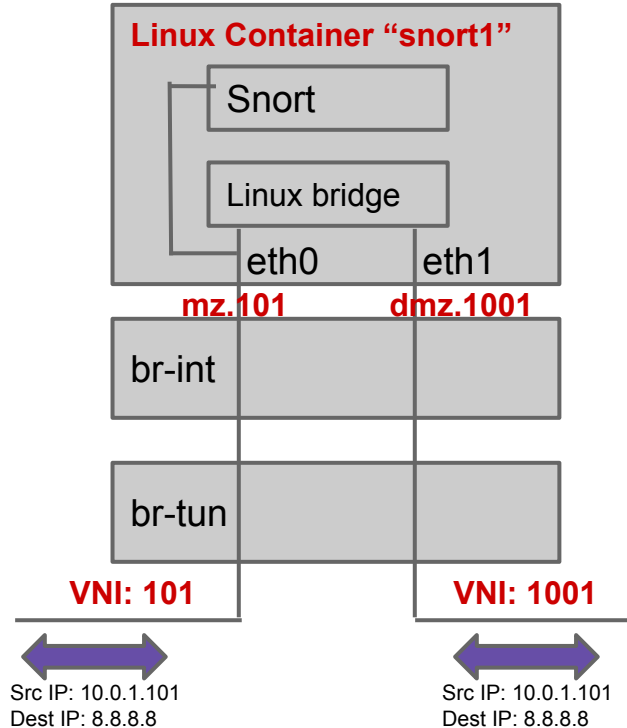 Linux Container “snort1”
Snort
Linux bridge
eth0
eth1
mz.101
dmz.1001
br-int
br-tun
VNI: 101
VNI: 1001
Src IP: 10.0.1.101
Dest IP: 8.8.8.8
Src IP: 10.0.1.101
Dest IP: 8.8.8.8